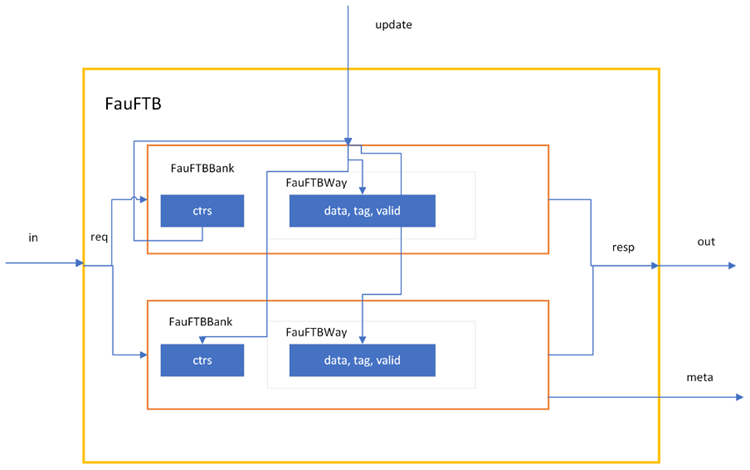 update
FauFTB
FauFTBBank
FauFTBWay
ctrs
data, tag, valid
in
req
resp
out
FauFTBBank
FauFTBWay
ctrs
data, tag, valid
meta